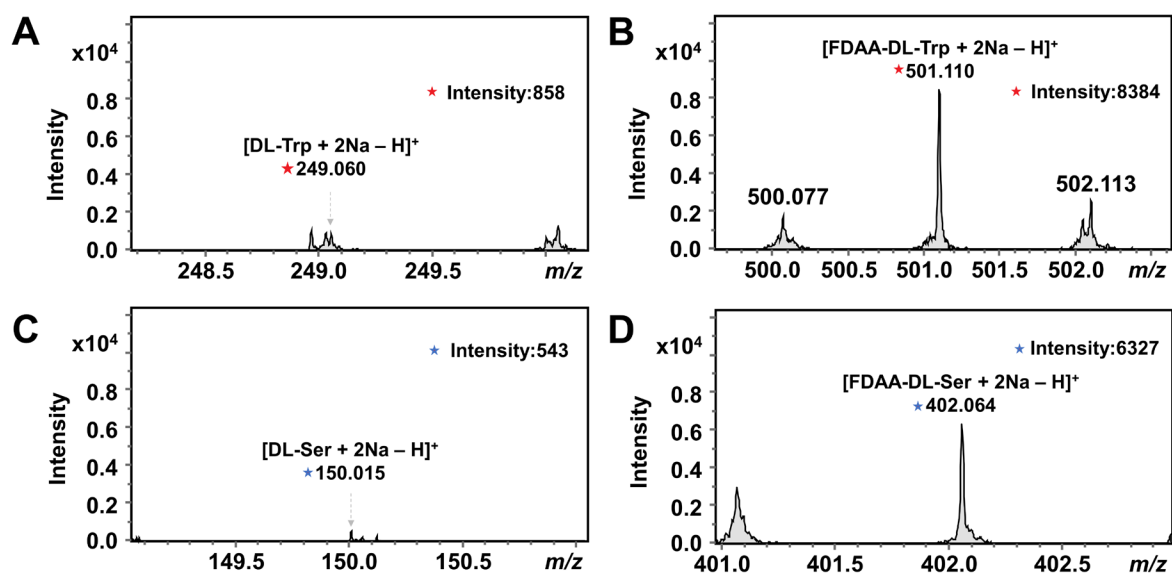 A
x10⁴
0.8
0.6
0.4
0.2
0.0
Intensity
★ Intensity:858
[DL-Trp + 2Na – H]⁺
★ 249.060
248.5 249.0 249.5 m/z
B
x10⁴
0.8
0.6
0.4
0.2
0.0
Intensity
[FDAA-DL-Trp + 2Na – H]⁺
★ 501.110
★ Intensity:8384
500.077
502.113
500.0 500.5 501.0 501.5 502.0 m/z
C
x10⁴
0.8
0.6
0.4
0.2
0.0
Intensity
★ Intensity:543
[DL-Ser + 2Na – H]⁺
★ 150.015
149.5 150.0 150.5 m/z
D
x10⁴
0.8
0.6
0.4
0.2
0.0
Intensity
★ Intensity:6327
[FDAA-DL-Ser + 2Na – H]⁺
★ 402.064
401.0 401.5 402.0 402.5 m/z